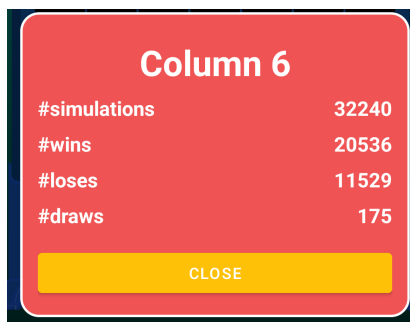 Column 6
#simulations 32240
#wins 20536
#loses 11529
#draws 175
CLOSE